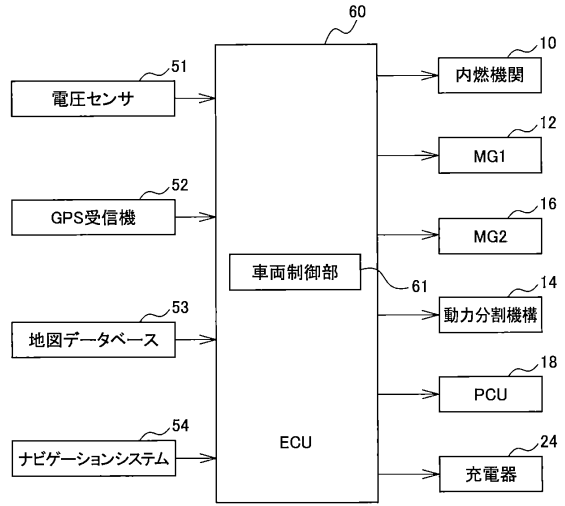 60
51
電圧センサ
52
GPS受信機
53
地図データベース
54
ナビゲーションシステム
車両制御部
61
ECU
10
内燃機関
12
MG1
16
MG2
14
動力分割機構
18
PCU
24
充電器